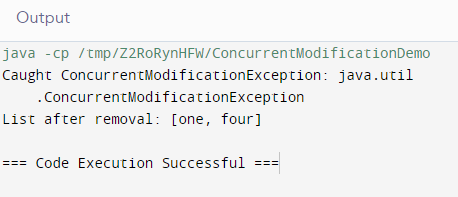 Output
java -cp /tmp/Z2RoRynHFW/ConcurrentModificationDemo
Caught ConcurrentModificationException: java.util
.ConcurrentModificationException
List after removal: [one, four]
=== Code Execution Successful ===